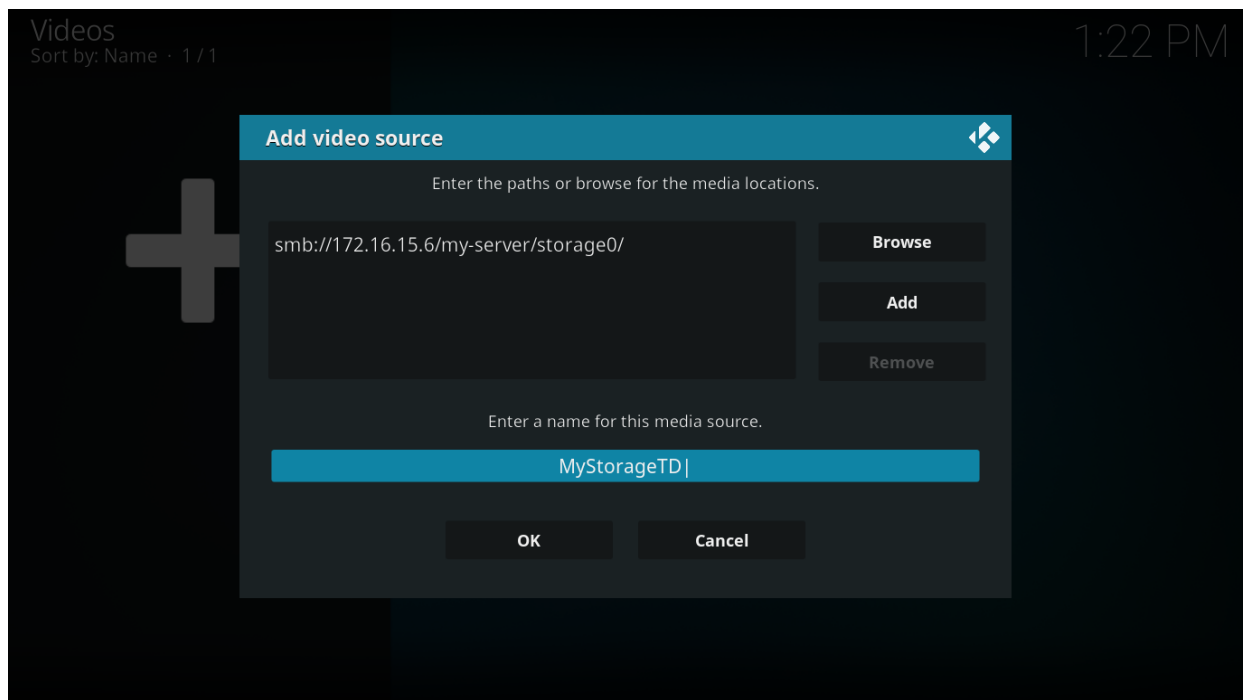 Videos
Sort by: Name · 1 / 1
1:22 PM
Add video source
Enter the paths or browse for the media locations.
smb://172.16.15.6/my-server/storage0/
Browse
Add
Remove
Enter a name for this media source.
MyStorageTD|
OK
Cancel